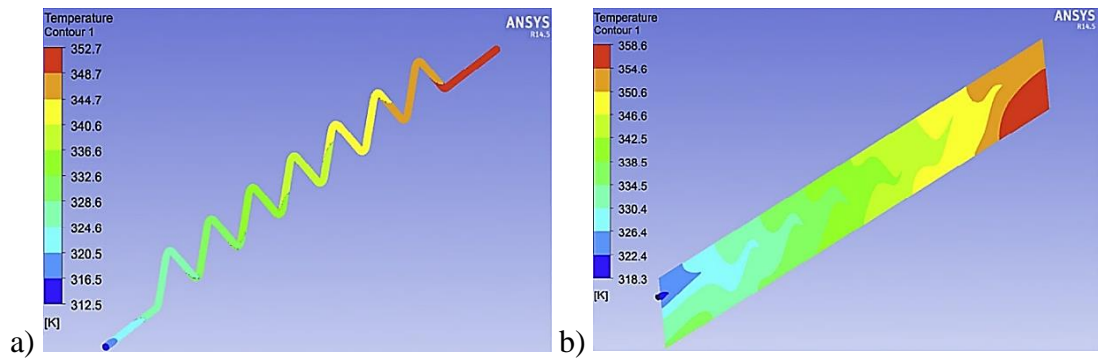 Temperature
Contour 1
352.7
348.7
344.7
340.6
336.6
332.6
328.6
324.6
320.5
316.5
312.5
[K]
ANSYS
R14.5
a)
Temperature
Contour 1
358.6
354.6
350.6
346.6
342.5
338.5
334.5
330.4
326.4
322.4
318.3
[K]
ANSYS
R14.5
b)